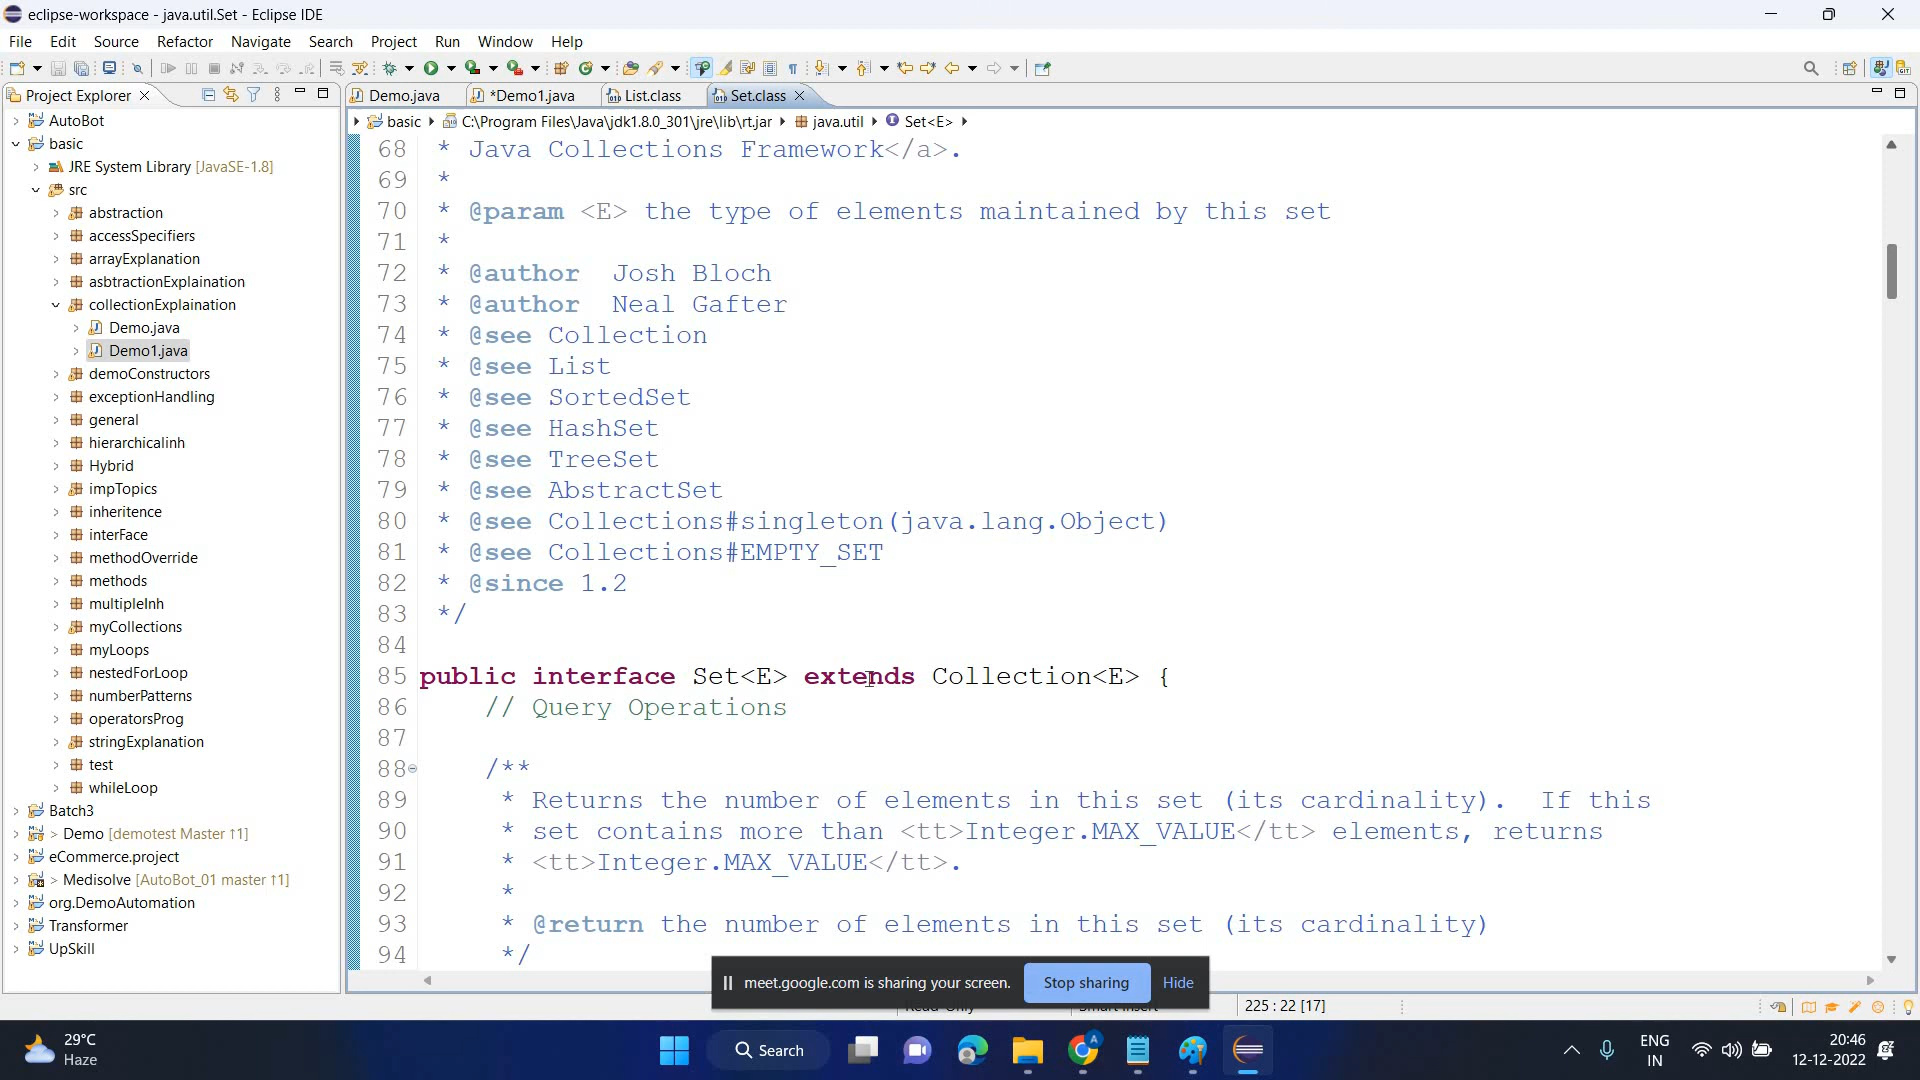 eclipse-workspace - java.util.Set - Eclipse IDE
File Edit Source Refactor Navigate Search Project Run Window Help
Project Explorer
Demo.java *Demo1.java List.class Set.class
basic C:\Program Files\Java\jdk1.8.0_301\jre\lib\rt.jar java.util Set<E>
AutoBot
basic
JRE System Library [JavaSE-1.8]
src
abstraction
accessSpecifiers
arrayExplanation
asbtractionExplaination
collectionExplaination
Demo.java
Demo1.java
demoConstructors
exceptionHandling
general
hierarchicalinh
Hybrid
impTopics
inheritence
interFace
methodOverride
methods
multipleInh
myCollections
myLoops
nestedForLoop
numberPatterns
operatorsProg
stringExplanation
test
whileLoop
Batch3
> Demo [demotest Master ↑1]
eCommerce.project
> Medisolve [AutoBot_01 master ↑1]
org.DemoAutomation
Transformer
UpSkill
68 * Java Collections Framework</a>.
69 *
70 * @param <E> the type of elements maintained by this set
71 *
72 * @author Josh Bloch
73 * @author Neal Gafter
74 * @see Collection
75 * @see List
76 * @see SortedSet
77 * @see HashSet
78 * @see TreeSet
79 * @see AbstractSet
80 * @see Collections#singleton(java.lang.Object)
81 * @see Collections#EMPTY_SET
82 * @since 1.2
83 */
84
85 public interface Set<E> extends Collection<E> {
86 // Query Operations
87
88 /**
89 * Returns the number of elements in this set (its cardinality). If this
90 * set contains more than <tt>Integer.MAX_VALUE</tt> elements, returns
91 * <tt>Integer.MAX_VALUE</tt>.
92 *
93 * @return the number of elements in this set (its cardinality)
94 */
meet.google.com is sharing your screen. Stop sharing Hide
225 : 22 [17]
29°C
Haze
Search
ENG
IN
20:46
12-12-2022